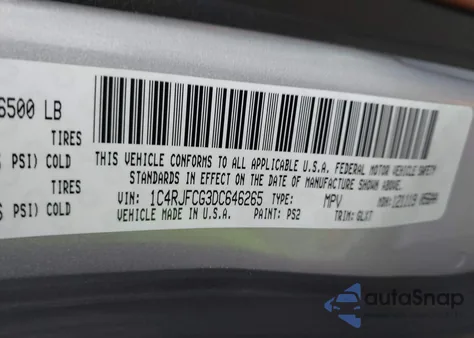 6500 LB
TIRES
PSI) COLD
TIRES
PSI) COLD
THIS VEHICLE CONFORMS TO ALL APPLICABLE U.S.A. FEDERAL MOTOR VEHICLE SAFETY
STANDARDS IN EFFECT ON THE DATE OF MANUFACTURE SHOWN ABOVE.
VIN: 1C4RJFCG3DC646265 TYPE: MPV MDH:
VEHICLE MADE IN U.S.A. PAINT: PS2 TRIM: GLXT
autoSnap